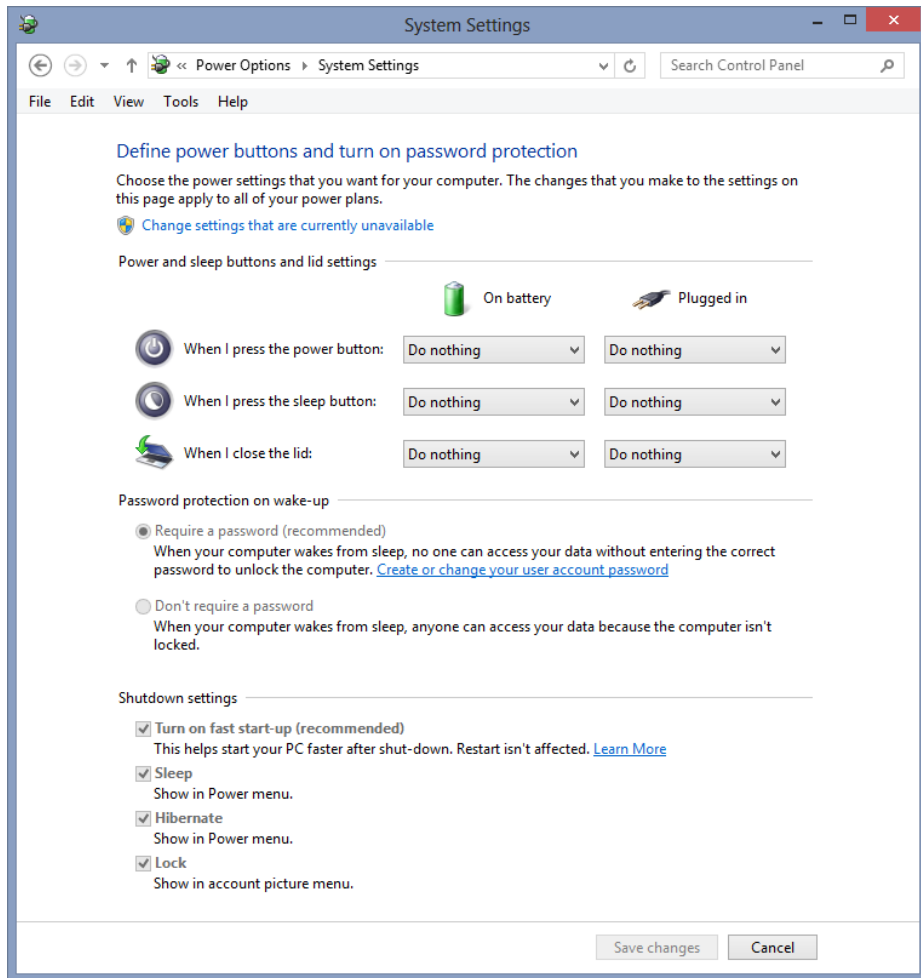 System Settings
« Power Options System Settings
Search Control Panel
File Edit View Tools Help
Define power buttons and turn on password protection
Choose the power settings that you want for your computer. The changes that you make to the settings on
this page apply to all of your power plans.
Change settings that are currently unavailable
Power and sleep buttons and lid settings
On battery Plugged in
When I press the power button: Do nothing Do nothing
When I press the sleep button: Do nothing Do nothing
When I close the lid: Do nothing Do nothing
Password protection on wake-up
Require a password (recommended)
When your computer wakes from sleep, no one can access your data without entering the correct
password to unlock the computer. Create or change your user account password
Don't require a password
When your computer wakes from sleep, anyone can access your data because the computer isn't
locked.
Shutdown settings
Turn on fast start-up (recommended)
This helps start your PC faster after shut-down. Restart isn't affected. Learn More
Sleep
Show in Power menu.
Hibernate
Show in Power menu.
Lock
Show in account picture menu.
Save changes Cancel